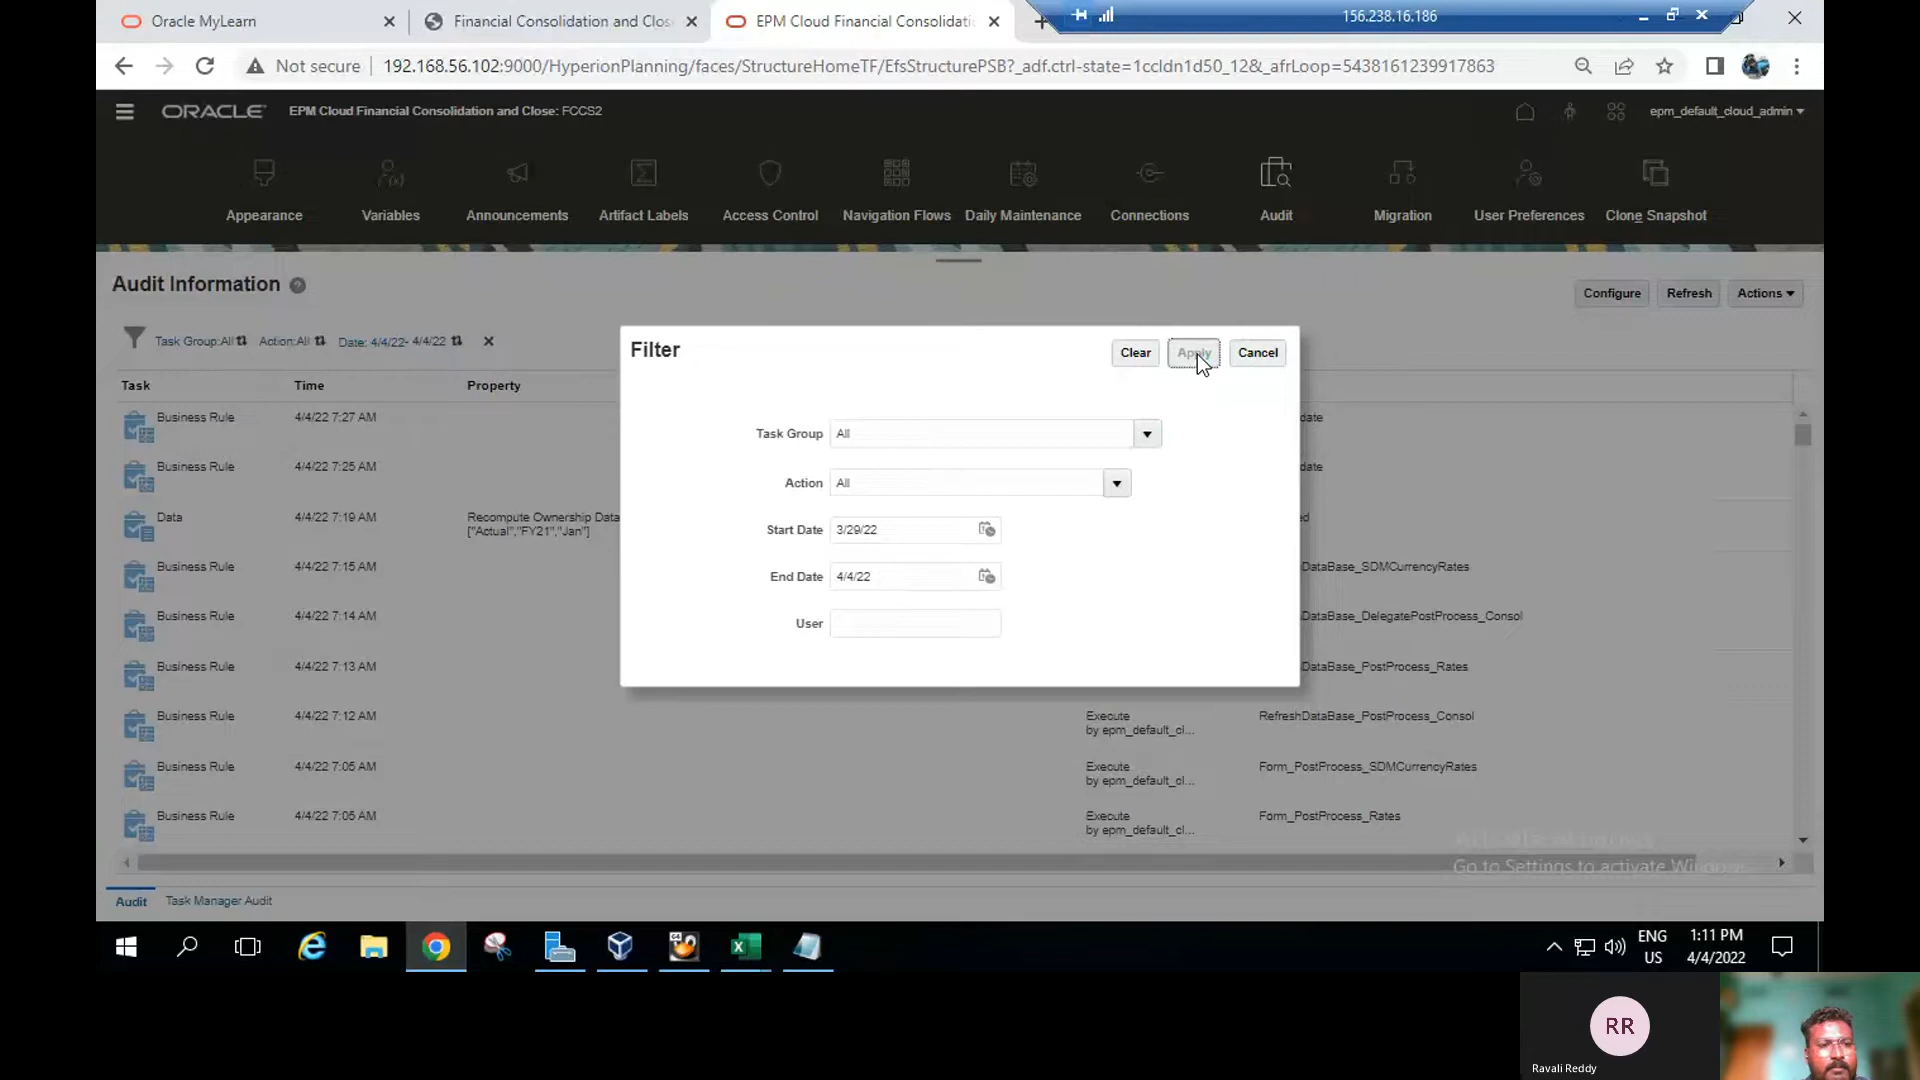 Oracle MyLearn
Financial Consolidation and Clos
EPM Cloud Financial Consolidati
156.238.16.186
Not secure
192.168.56.102:9000/HyperionPlanning/faces/StructureHomeTF/EfsStructurePSB?_adf.ctrl-state=1ccldn1d50_12&_afrLoop=5438161239917863
ORACLE
EPM Cloud Financial Consolidation and Close: FCCS2
epm_default_cloud_admin
Appearance
Variables
Announcements
Artifact Labels
Access Control
Navigation Flows
Daily Maintenance
Connections
Audit
Migration
User Preferences
Clone Snapshot
Audit Information
Configure
Refresh
Actions
Task Group:All
Action:All
Date: 4/4/22- 4/4/22
Task
Time
Property
Filter
Clear
Apply
Cancel
Task Group
All
Action
All
Start Date
3/29/22
End Date
4/4/22
User
Business Rule
4/4/22 7:27 AM
date
Business Rule
4/4/22 7:25 AM
date
Data
4/4/22 7:19 AM
Recompute Ownership Data
["Actual","FY21","Jan"]
ed
Business Rule
4/4/22 7:15 AM
DataBase_SDMCurrencyRates
Business Rule
4/4/22 7:14 AM
DataBase_DelegatePostProcess_Consol
Business Rule
4/4/22 7:13 AM
DataBase_PostProcess_Rates
Business Rule
4/4/22 7:12 AM
Execute
by epm_default_cl...
RefreshDataBase_PostProcess_Consol
Business Rule
4/4/22 7:05 AM
Execute
by epm_default_cl...
Form_PostProcess_SDMCurrencyRates
Business Rule
4/4/22 7:05 AM
Execute
by epm_default_cl...
Form_PostProcess_Rates
Go to Settings to activate Windows.
Audit
Task Manager Audit
ENG
US
1:11 PM
4/4/2022
RR
Ravali Reddy